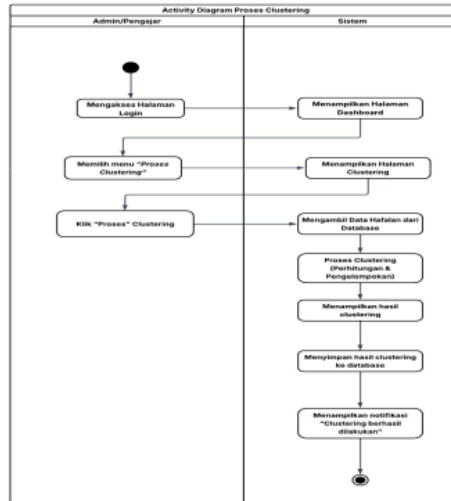 Activity Diagram Proses Clustering
Admin/Pengajar
Sistem
Mengakses Halaman
Login
Menampilkan Halaman
Dashboard
Memilih menu "Proses
Clustering"
Menampilkan Halaman
Clustering
Klik "Proses" Clustering
Mengambil Data Hafalan dari
Database
Proses Clustering
(Perhitungan &
Pengelompokan)
Menampilkan hasil
clustering
Menyimpan hasil clustering
ke database
Menampilkan notifikasi
"Clustering berhasil
dilakukan"